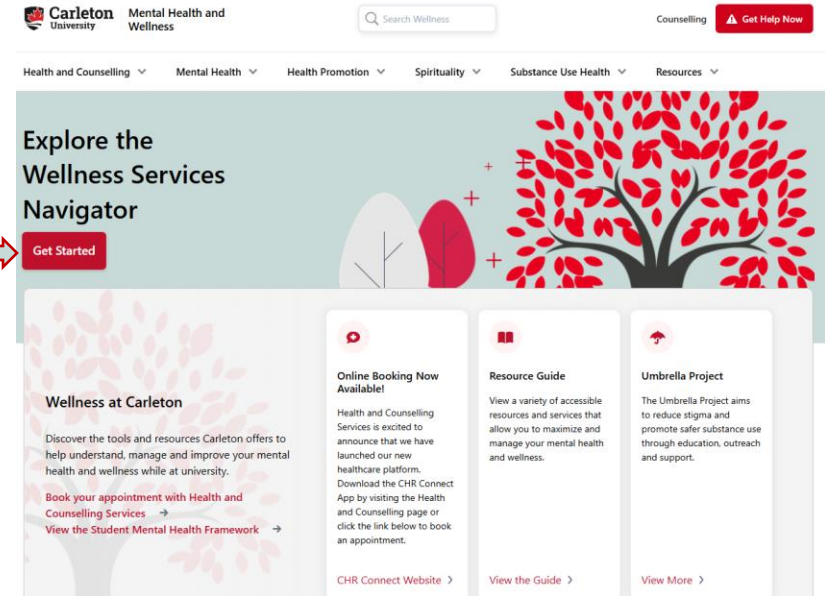 Carleton
University
Mental Health and
Wellness
Search Wellness
Counselling
Get Help Now
Health and Counselling
Mental Health
Health Promotion
Spirituality
Substance Use Health
Resources
Explore the
Wellness Services
Navigator
Get Started
Wellness at Carleton
Discover the tools and resources Carleton offers to
help understand, manage and improve your mental
health and wellness while at university.
Book your appointment with Health and
Counselling Services
View the Student Mental Health Framework
Online Booking Now
Available!
Health and Counselling
Services is excited to
announce that we have
launched our new
healthcare platform.
Download the CHR Connect
App by visiting the Health
and Counselling page or
click the link below to book
an appointment.
CHR Connect Website
Resource Guide
View a variety of accessible
resources and services that
allow you to maximize and
manage your mental health
and wellness.
View the Guide
Umbrella Project
The Umbrella Project aims
to reduce stigma and
promote safer substance use
through education, outreach
and support.
View More